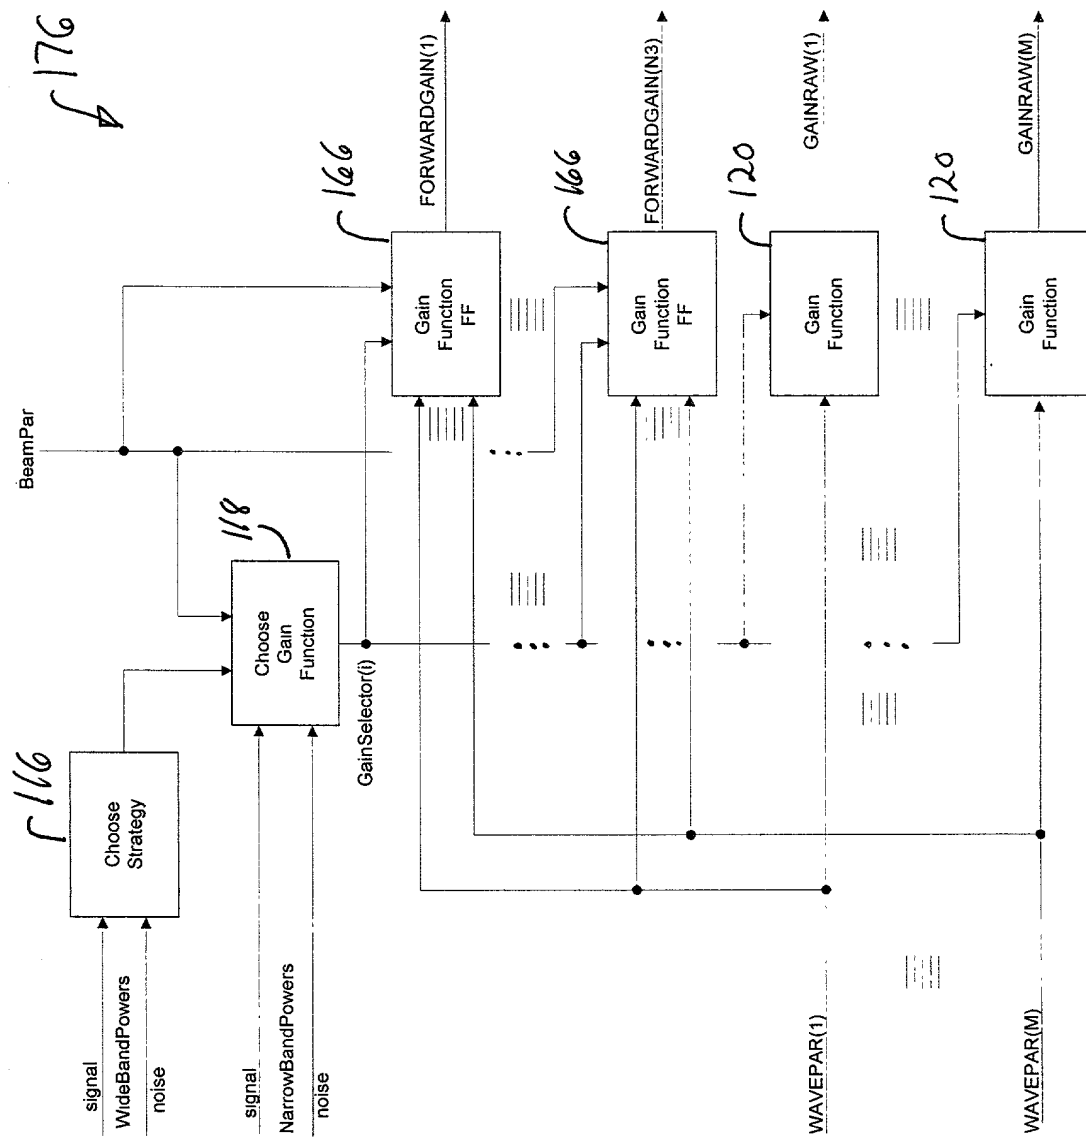 176
BeamPar
166
FORWARDGAIN(1)
Gain
Function
FF
166
FORWARDGAIN(N3)
Gain
Function
FF
120
GAINRAW(1)
Gain
Function
120
GAINRAW(M)
Gain
Function
118
Choose
Gain
Function
GainSelector(i)
116
Choose
Strategy
signal
WideBandPowers
noise
signal
NarrowBandPowers
noise
WAVEPAR(1)
WAVEPAR(M)